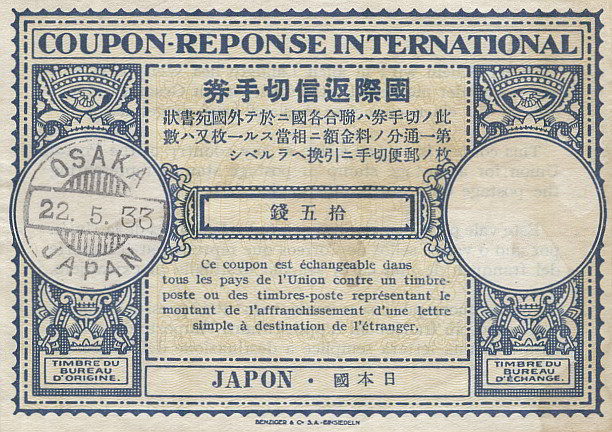 COUPON-REPONSE INTERNATIONAL
國際返信切手券
此ノ切手券ハ聯合各國ニ於テ外國宛書狀
第一通分ノ料金額ニ相當スル一枚又ハ數
枚ノ郵便切手ニ引換ヘラルベシ
OSAKA
22. 5. 33
JAPAN
拾五錢
Ce coupon est échangeable dans
tous les pays de l'Union contre un timbre-
poste ou des timbres-poste représentant le
montant de l'affranchissement d'une lettre
simple à destination de l'étranger.
TIMBRE DU
BUREAU
D'ORIGINE.
JAPON · 日本國
TIMBRE DU
BUREAU
D'ÉCHANGE.
BENZIGER & Co S.A.-EINSIEDELN